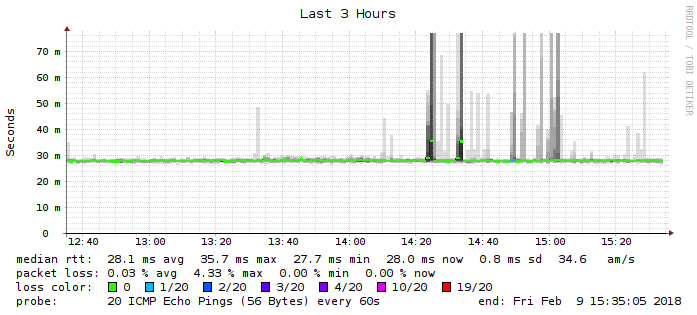 Last 3 Hours
RRDTOOL / TOBI OETIKER
Seconds
70 m
60 m
50 m
40 m
30 m
20 m
10 m
0
12:40 13:00 13:20 13:40 14:00 14:20 14:40 15:00 15:20
median rtt: 28.1 ms avg 35.7 ms max 27.7 ms min 28.0 ms now 0.8 ms sd 34.6 am/s
packet loss: 0.03 % avg 4.33 % max 0.00 % min 0.00 % now
loss color: 0 1/20 2/20 3/20 4/20 10/20 19/20
probe: 20 ICMP Echo Pings (56 Bytes) every 60s end: Fri Feb 9 15:35:05 2018